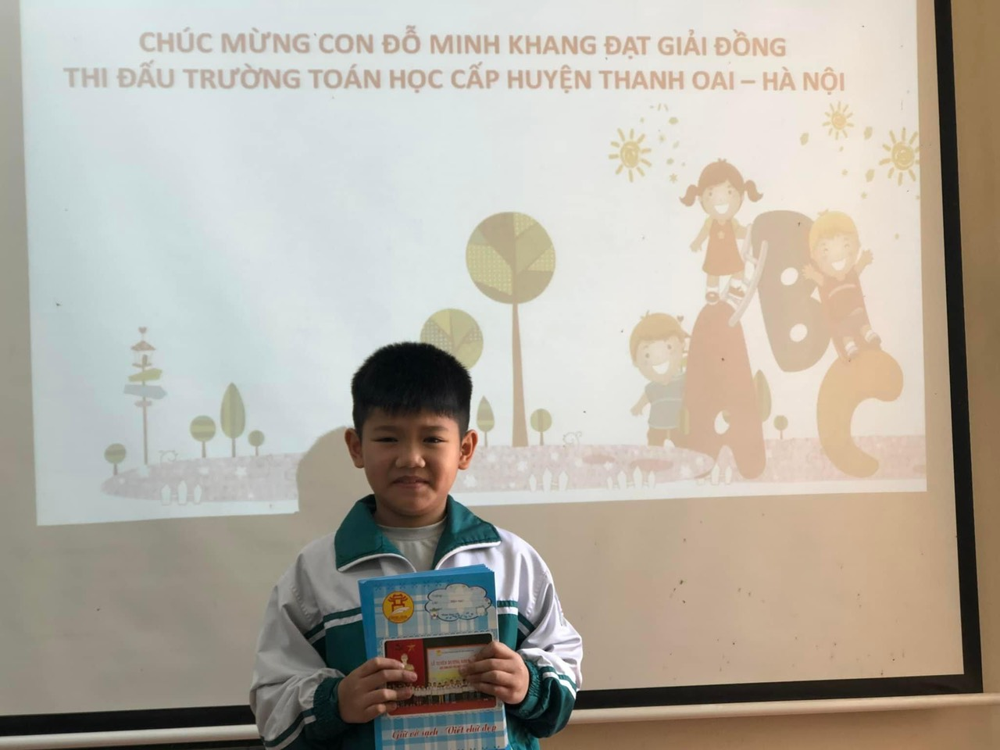 CHÚC MỪNG CON ĐỖ MINH KHANG ĐẠT GIẢI ĐỒNG
THI ĐẤU TRƯỜNG TOÁN HỌC CẤP HUYỆN THANH OAI – HÀ NỘI
Giữ vở sạch - Viết chữ đẹp